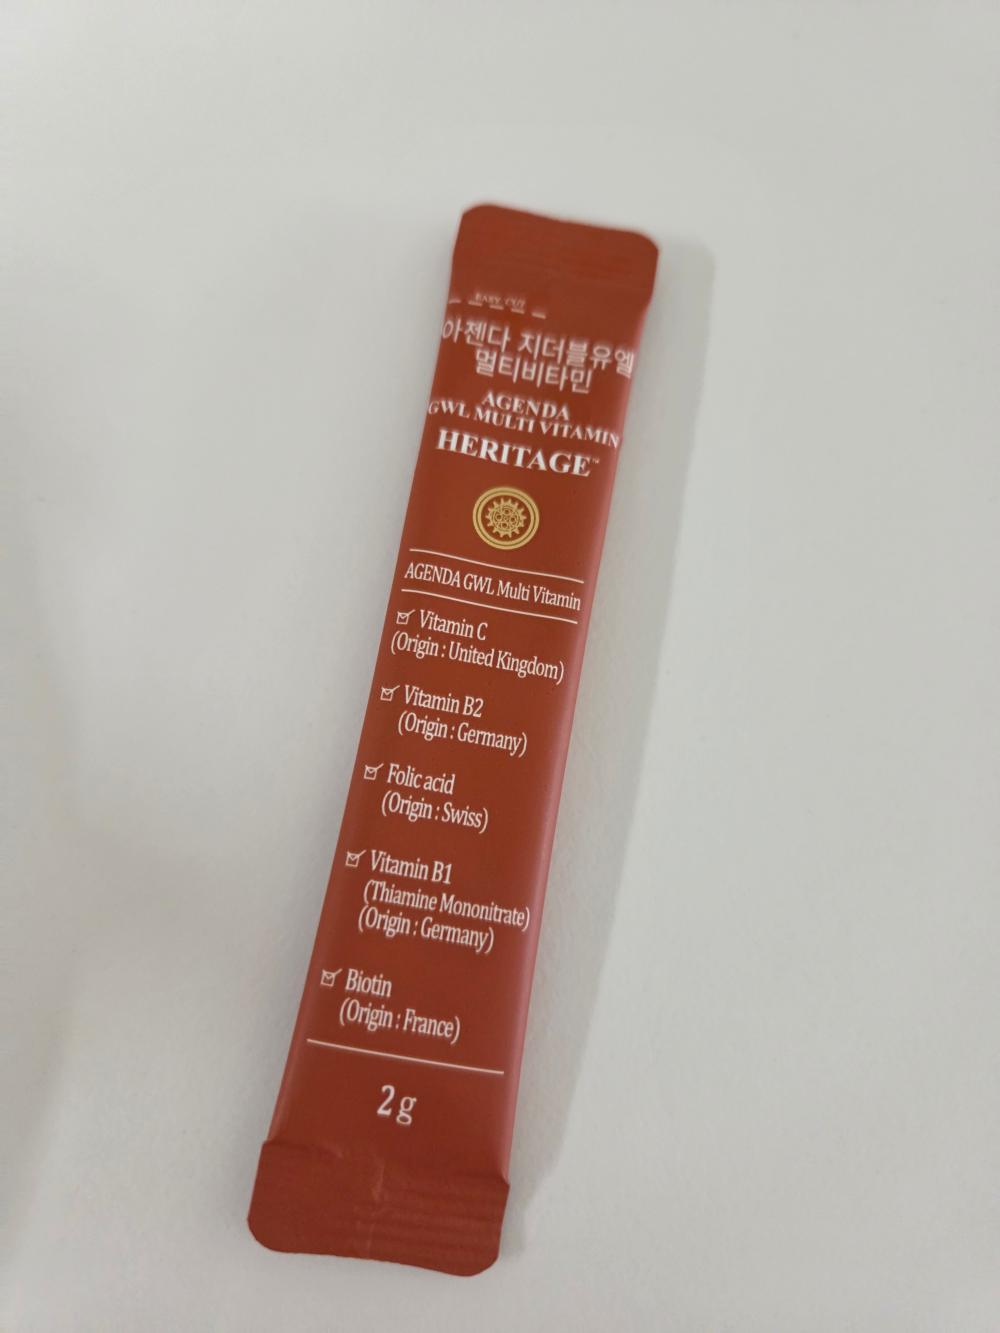 EASY CUT
아젠다 지더블유엘
멀티비타민
AGENDA
GWL MULTI VITAMIN
HERITAGE™
AGENDA GWL Multi Vitamin
Vitamin C
(Origin : United Kingdom)
Vitamin B2
(Origin : Germany)
Folic acid
(Origin : Swiss)
Vitamin B1
(Thiamine Mononitrate)
(Origin : Germany)
Biotin
(Origin : France)
2 g